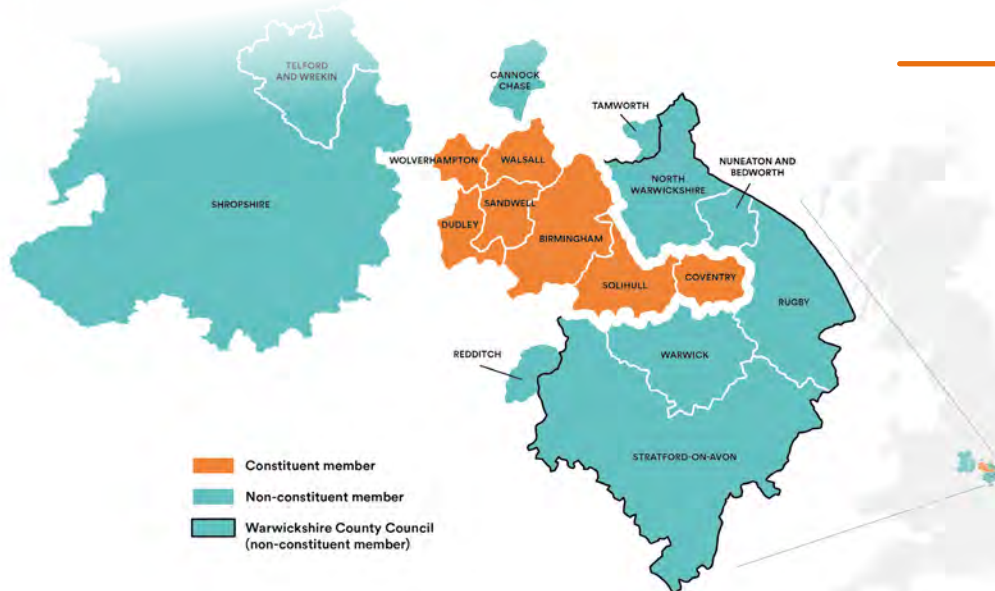 TELFORD
AND WREKIN
CANNOCK
CHASE
TAMWORTH
WOLVERHAMPTON
WALSALL
NUNEATON AND
BEDWORTH
NORTH
WARWICKSHIRE
SHROPSHIRE
SANDWELL
DUDLEY
BIRMINGHAM
SOLIHULL
COVENTRY
RUGBY
REDDITCH
WARWICK
STRATFORD-ON-AVON
Constituent member
Non-constituent member
Warwickshire County Council
(non-constituent member)